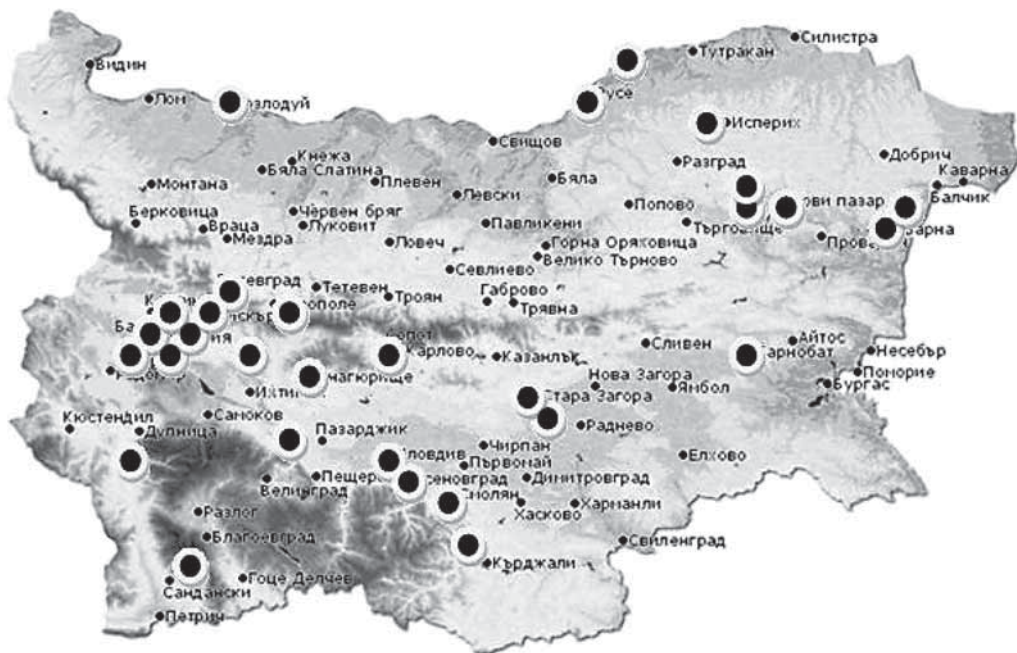 Силистра
Тутракан
Видин
Лом
Русе
Исперих
Свищов
Добрич
Кнежа
Разград
Бяла Слатина
Плевен
Бяла
Каварна
Монтана
Левски
Балчик
Попово
Червен бряг
Берковица
Павликени
Враца
Луковит
Мездра
Ловеч
Горна Оряховица
Велико Търново
Севлиево
Тетевен
Троян
Габрово
Трявна
Айтос
Сливен
Несебър
Карлово
Казанлък
Поморие
Нова Загора
Ямбол
Бургас
Стара Загора
Самоков
Кюстендил
Дупница
Пазарджик
Раднево
Чирпан
Първомай
Елхово
Велинград
Димитровград
Хасково
Харманли
Разлог
Благоевград
Свиленград
Кърджали
Гоце Делчев
Сандански
Петрич